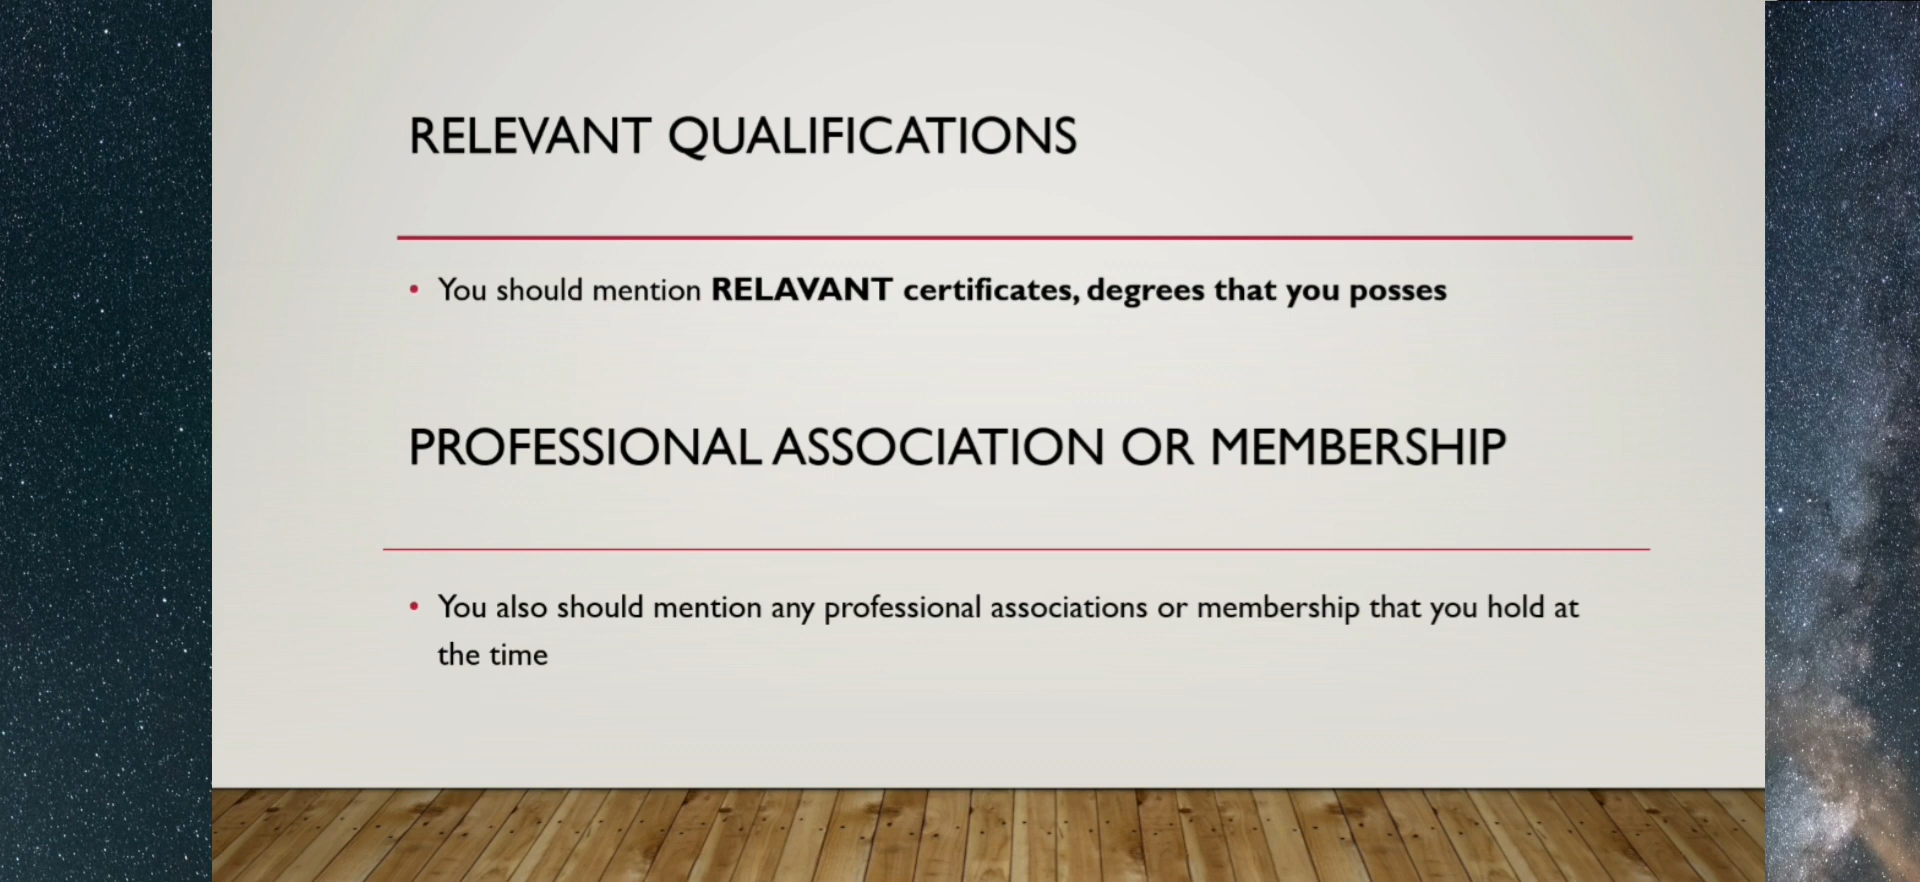 RELEVANT QUALIFICATIONS
• You should mention RELAVANT certificates, degrees that you posses
PROFESSIONAL ASSOCIATION OR MEMBERSHIP
• You also should mention any professional associations or membership that you hold at
the time